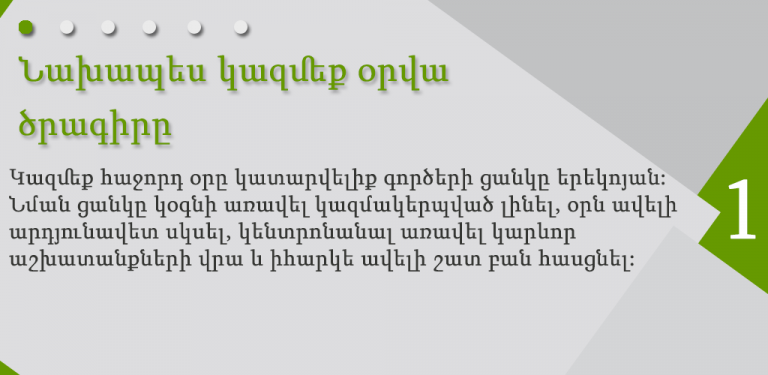 Նախապես կազմեք օրվա
ծրագիրը
Կազմեք հաջորդ օրը կատարվելիք գործերի ցանկը երեկոյան:
Նման ցանկը կօգնի առավել կազմակերպված լինել, օրն ավելի
արդյունավետ սկսել, կենտրոնանալ առավել կարևոր
աշխատանքների վրա և իհարկե ավելի շատ բան հասցնել:
1